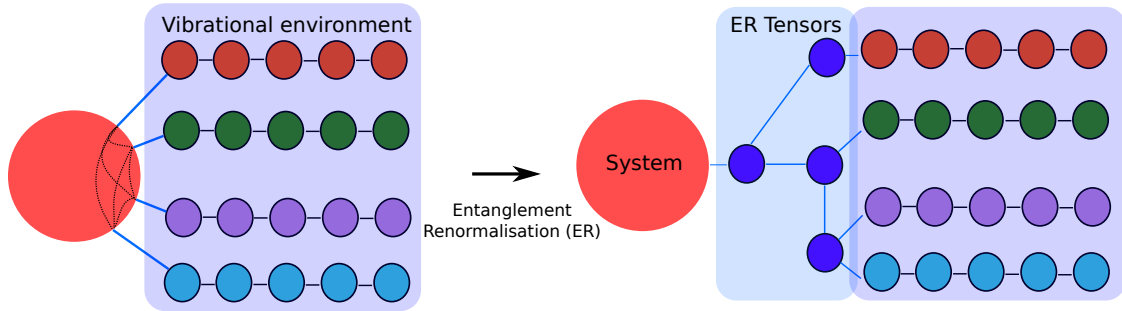 Vibrational environment
ER Tensors
System
Entanglement
Renormalisation (ER)